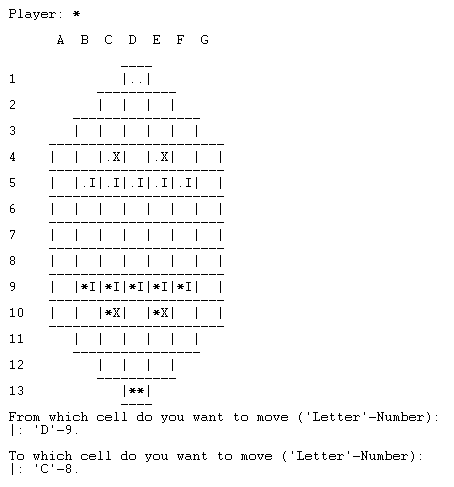 Player: *
      A  B  C  D  E  F  G
              ____
1             |..|
           __________
2          |  |  |  |
        ________________
3       |  |  |  |  |  |
     ______________________
4    |  |  |.X|  |.X|  |  |
     ______________________
5    |  |.I|.I|.I|.I|.I|  |
     ______________________
6    |  |  |  |  |  |  |  |
     ______________________
7    |  |  |  |  |  |  |  |
     ______________________
8    |  |  |  |  |  |  |  |
     ______________________
9    |  |*I|*I|*I|*I|*I|  |
     ______________________
10   |  |  |*X|  |*X|  |  |
     ______________________
11      |  |  |  |  |  |
        ________________
12         |  |  |  |
           __________
13            |**|
              ____
From which cell do you want to move ('Letter'-Number):
|: 'D'-9.
To which cell do you want to move ('Letter'-Number):
|: 'C'-8.